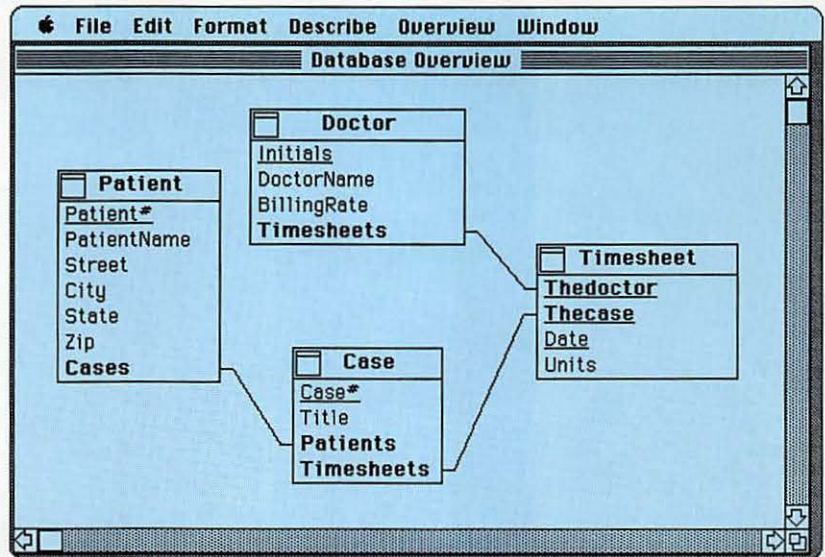 File Edit Format Describe Overview Window
Database Overview
Doctor
Initials
DoctorName
BillingRate
Timesheets
Patient
Patient#
PatientName
Street
City
State
Zip
Cases
Timesheet
Thedoctor
Thecase
Date
Units
Case
Case#
Title
Patients
Timesheets